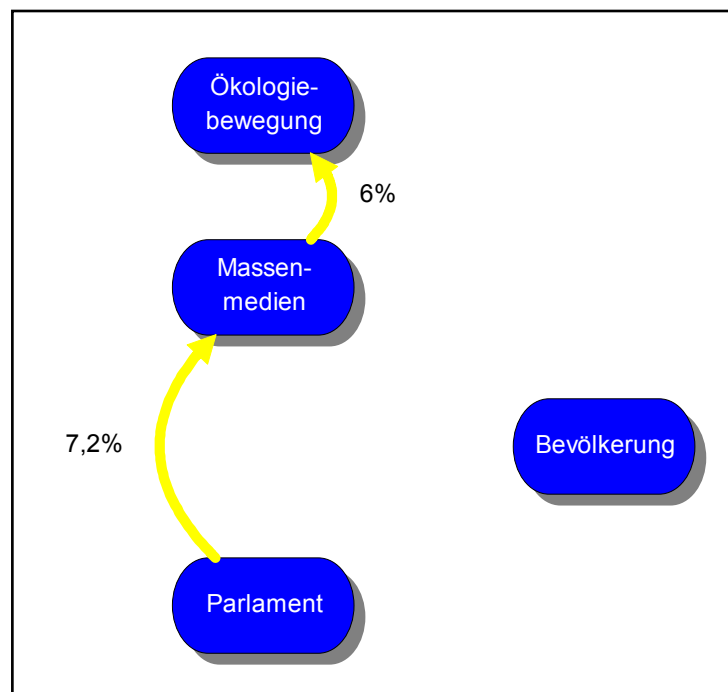 Ökologie-
bewegung
6%
Massen-
medien
7,2%
Bevölkerung
Parlament